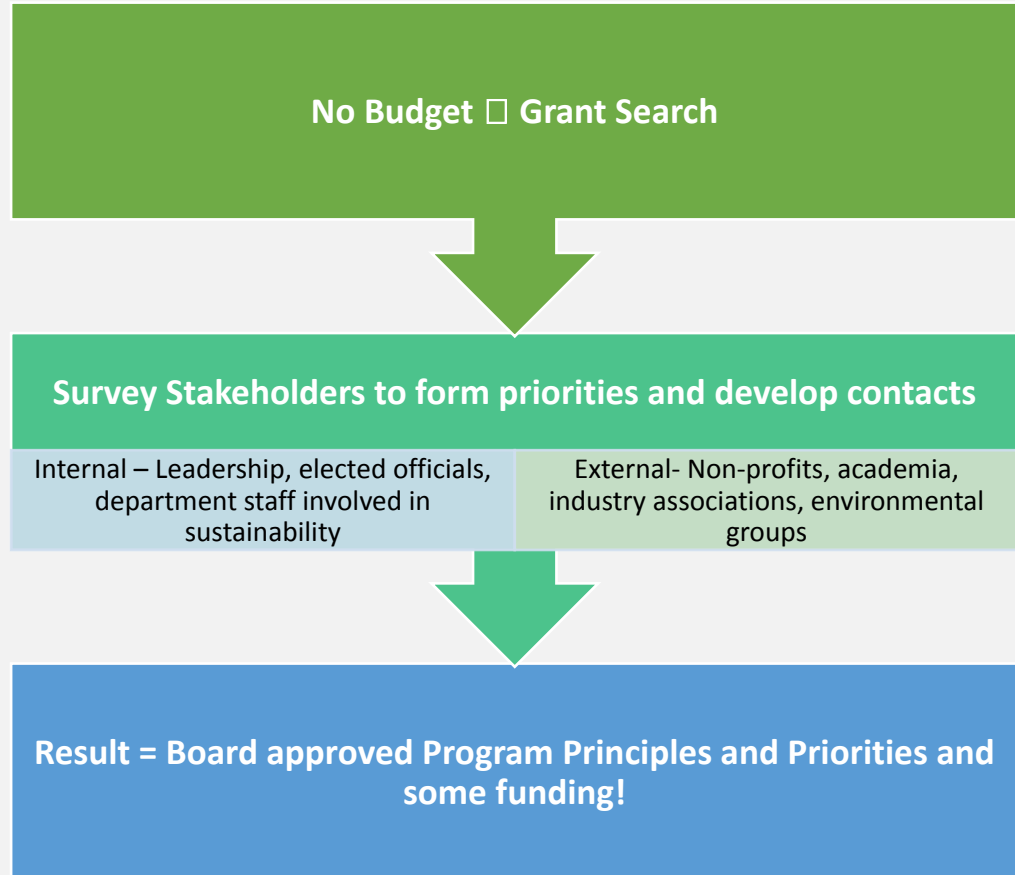 No Budget □ Grant Search
Survey Stakeholders to form priorities and develop contacts
Internal – Leadership, elected officials,
department staff involved in
sustainability
External- Non-profits, academia,
industry associations, environmental
groups
Result = Board approved Program Principles and Priorities and
some funding!